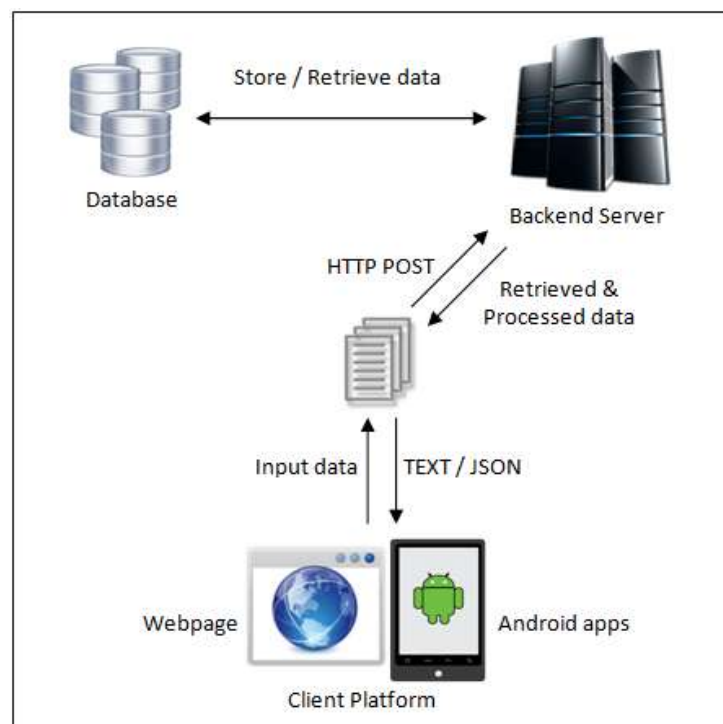 Store / Retrieve data
Database
Backend Server
HTTP POST
Retrieved &
Processed data
Input data
TEXT / JSON
Webpage
Android apps
Client Platform